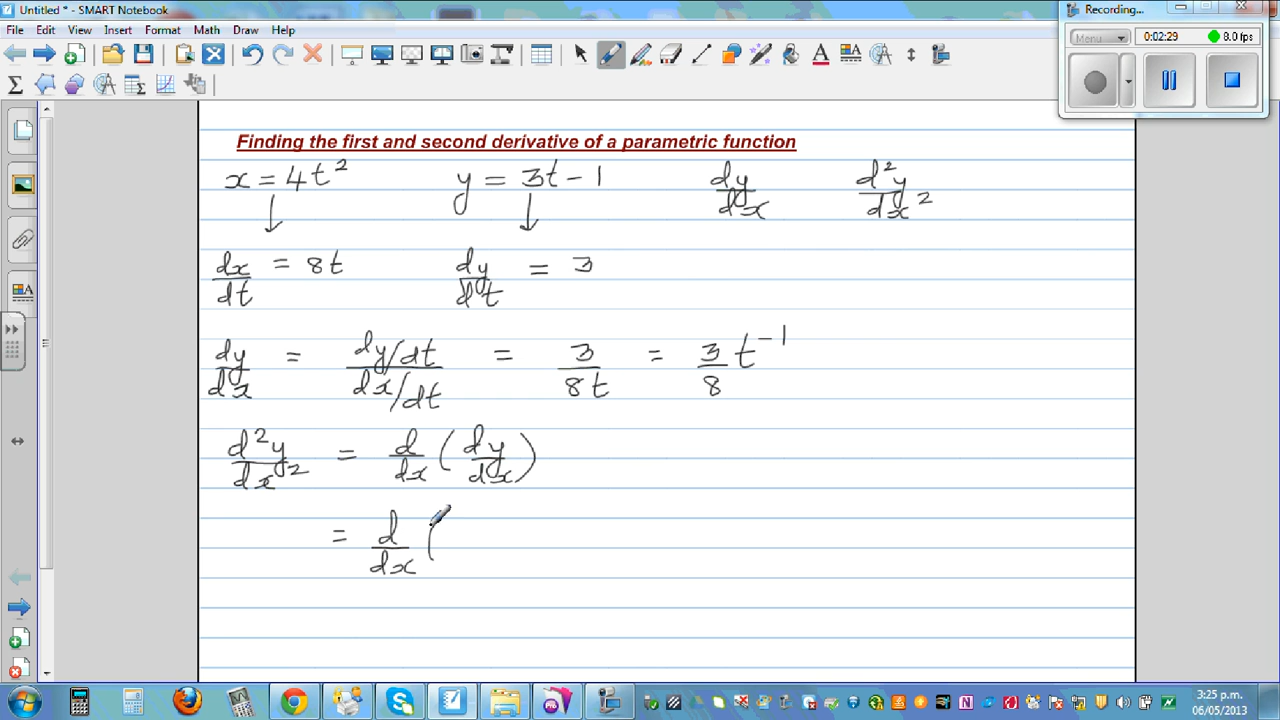 Untitled * - SMART Notebook
Recording...
File Edit View Insert Format Math Draw Help
Menu
0:02:29
8.0 fps
Finding the first and second derivative of a parametric function
x = 4t² y = 3t - 1 dy/dx d²y/dx²
dx/dt = 8t dy/dt = 3
dy/dx = (dy/dt)/(dx/dt) = 3/8t = 3/8 t⁻¹
d²y/dx² = d/dx (dy/dx)
= d/dx (
3:25 p.m.
06/05/2013